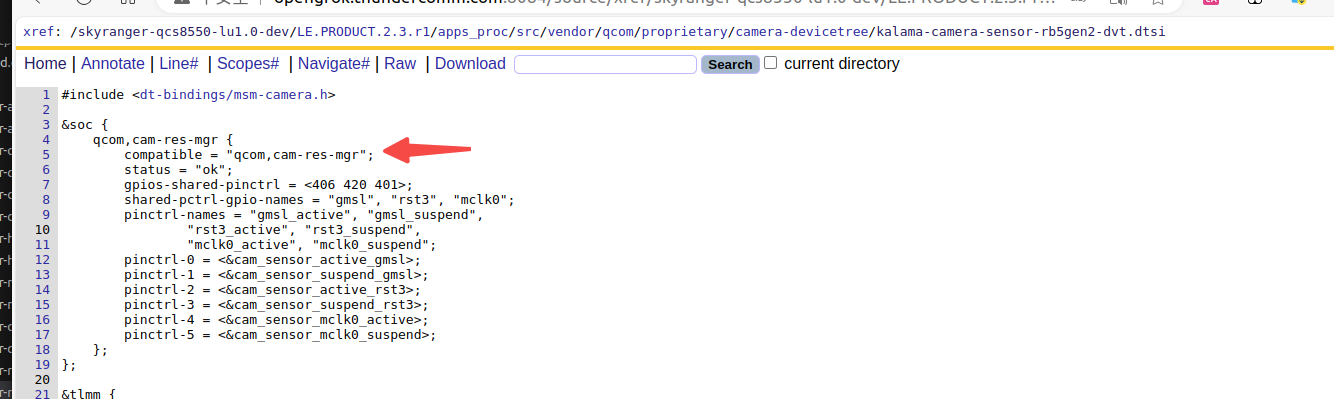 xref: /skyranger-qcs8550-lu1.0-dev/LE.PRODUCT.2.3.r1/apps_proc/src/vendor/qcom/proprietary/camera-devicetree/kalama-camera-sensor-rb5gen2-dvt.dtsi
Home | Annotate | Line# | Scopes# | Navigate# | Raw | Download Search current directory
1 #include <dt-bindings/msm-camera.h>
2
3 &soc {
4     qcom,cam-res-mgr {
5         compatible = "qcom,cam-res-mgr";
6         status = "ok";
7         gpios-shared-pinctrl = <406 420 401>;
8         shared-pctrl-gpio-names = "gmsl", "rst3", "mclk0";
9         pinctrl-names = "gmsl_active", "gmsl_suspend",
10                 "rst3_active", "rst3_suspend",
11                 "mclk0_active", "mclk0_suspend";
12         pinctrl-0 = <&cam_sensor_active_gmsl>;
13         pinctrl-1 = <&cam_sensor_suspend_gmsl>;
14         pinctrl-2 = <&cam_sensor_active_rst3>;
15         pinctrl-3 = <&cam_sensor_suspend_rst3>;
16         pinctrl-4 = <&cam_sensor_mclk0_active>;
17         pinctrl-5 = <&cam_sensor_mclk0_suspend>;
18     };
19 };
20
21 &tlmm {